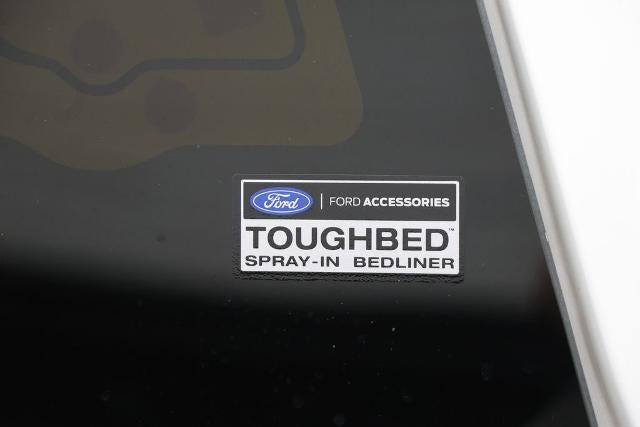 Ford | FORD ACCESSORIES
TOUGHBED™
SPRAY-IN BEDLINER